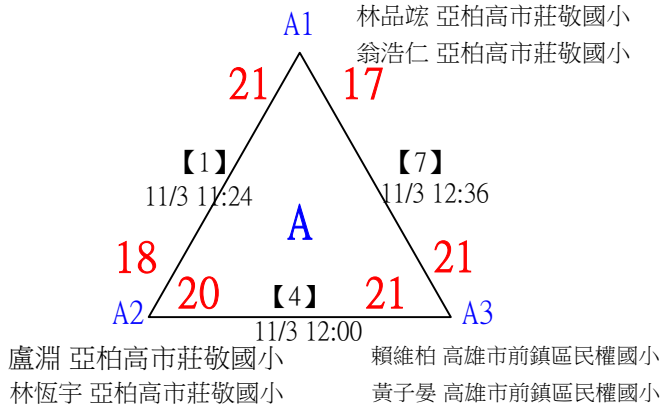 A1
林品竤 亞柏高市莊敬國小
翁浩仁 亞柏高市莊敬國小
21
17
【1】
11/3 11:24
【7】
11/3 12:36
A
18
21
20
【4】
21
A2
11/3 12:00
A3
盧淵 亞柏高市莊敬國小
林恆宇 亞柏高市莊敬國小
賴維柏 高雄市前鎮區民權國小
黃子晏 高雄市前鎮區民權國小